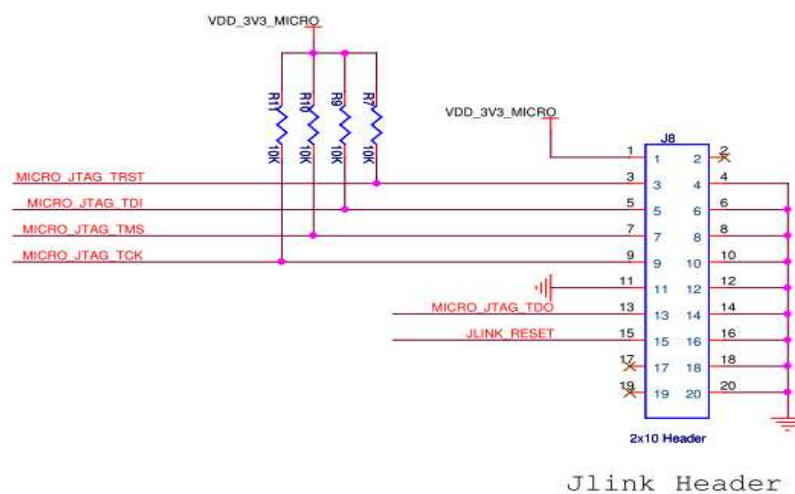 VDD_3V3_MICRO
R11
R10
R9
R7
10K
10K
10K
10K
VDD_3V3_MICRO
J8
1 1 2 2
MICRO_JTAG_TRST 3 3 4 4
MICRO_JTAG_TDI 5 5 6 6
MICRO_JTAG_TMS 7 7 8 8
MICRO_JTAG_TCK 9 9 10 10
11 11 12 12
MICRO_JTAG_TDO 13 13 14 14
JLINK_RESET 15 15 16 16
17 17 18 18
19 19 20 20
2x10 Header
Jlink Header